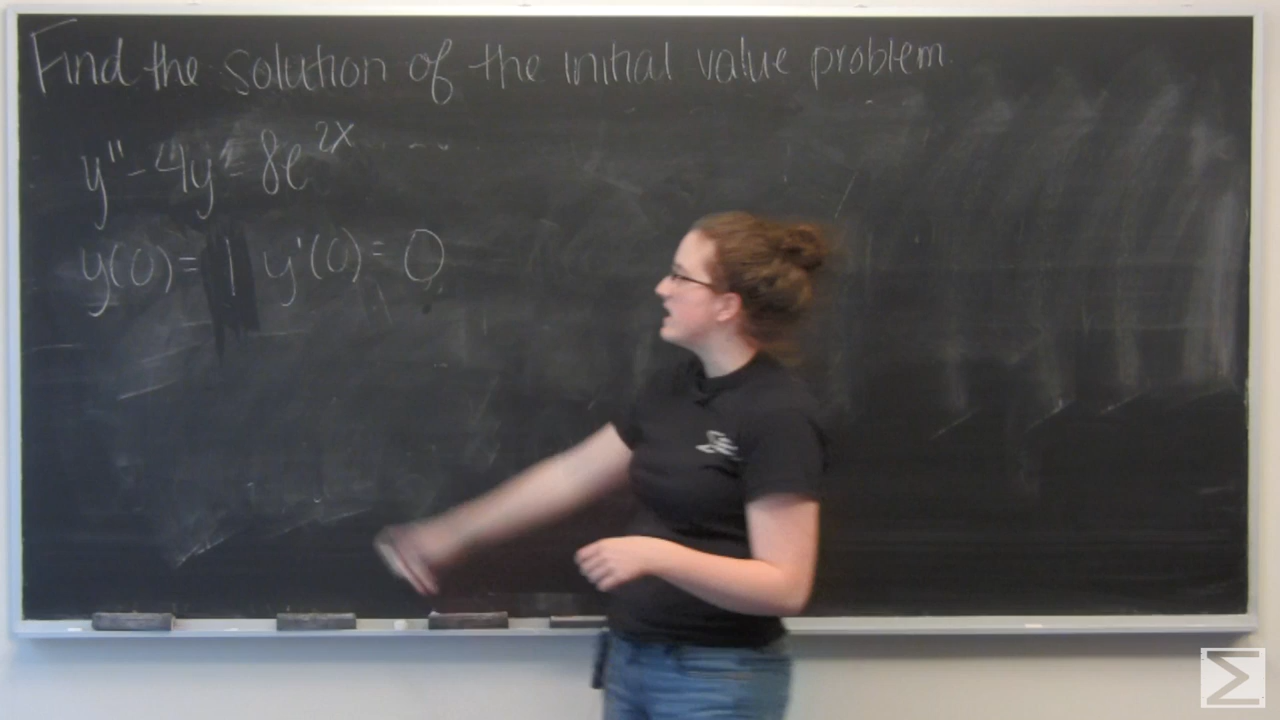 Find the solution of the initial value problem
y'' - 4y = 8e^{2x}
y(0) = 1 y'(0) = 0